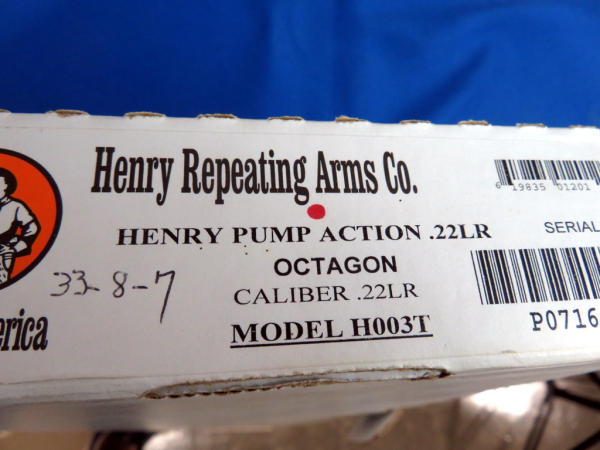 Henry Repeating Arms Co.
HENRY PUMP ACTION .22LR
OCTAGON
CALIBER .22LR
MODEL H003T
33-8-7
erica
6 19835 01201
SERIAL
P0716